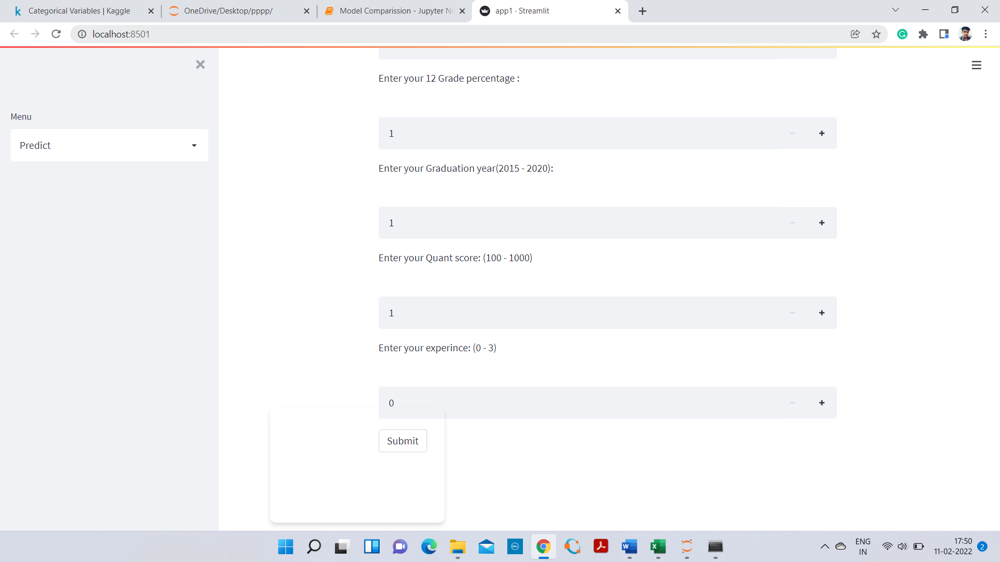 Categorical Variables | Kaggle
OneDrive/Desktop/pppp/
Model Comparission - Jupyter No
app1 · Streamlit
localhost:8501
Menu
Predict
Enter your 12 Grade percentage :
1
Enter your Graduation year(2015 - 2020):
1
Enter your Quant score: (100 - 1000)
1
Enter your experince: (0 - 3)
0
Submit
ENG
IN
17:50
11-02-2022
2